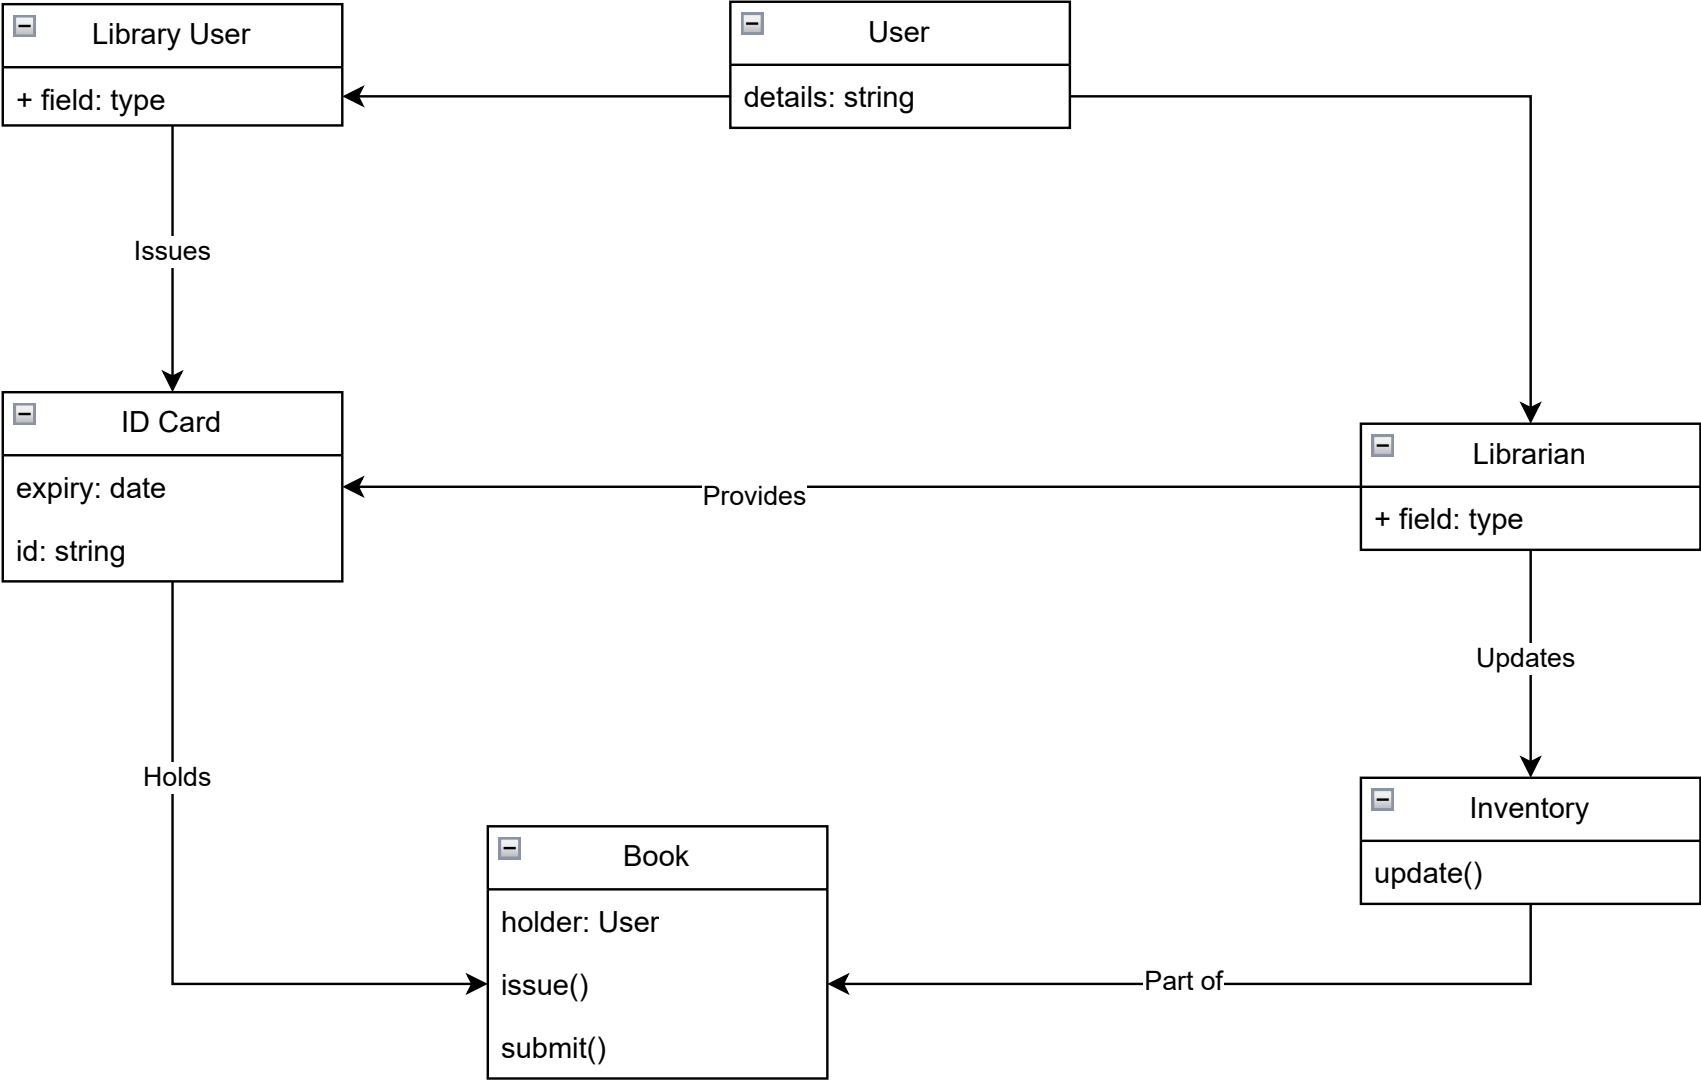 Library User
+ field: type
User
details: string
Issues
ID Card
expiry: date
id: string
Provides
Librarian
+ field: type
Updates
Holds
Inventory
update()
Book
holder: User
issue()
submit()
Part of